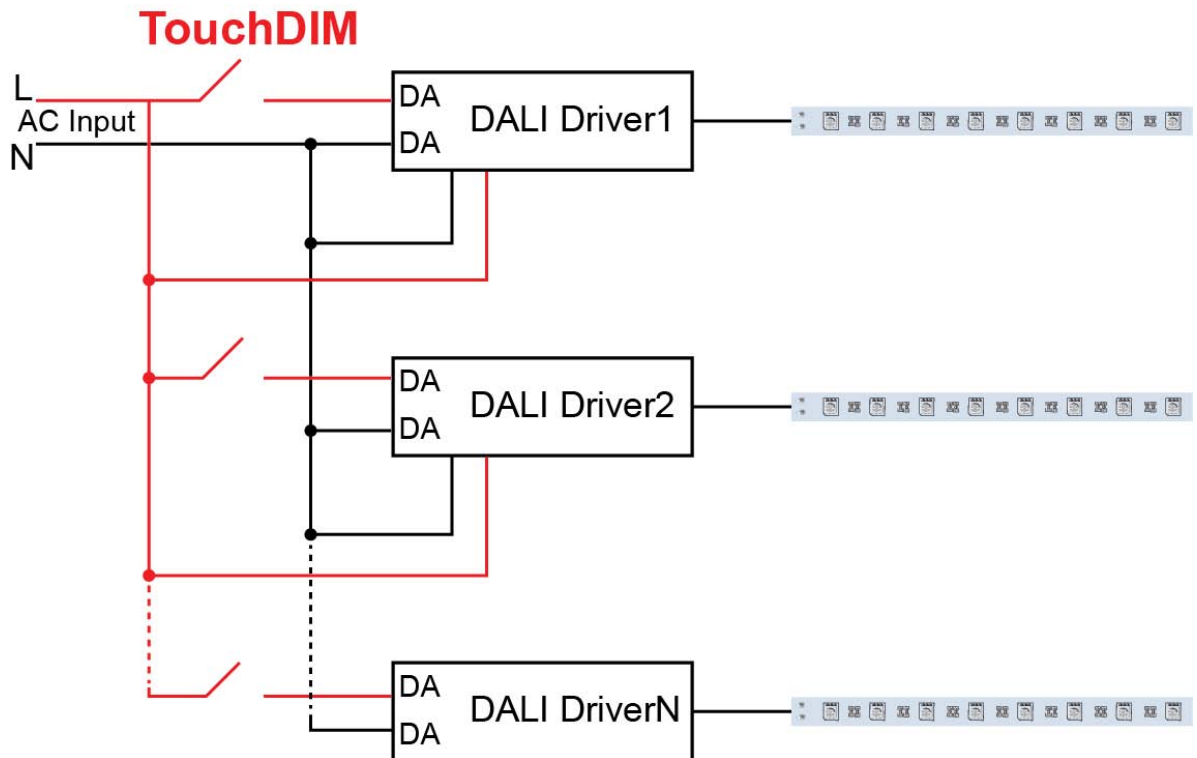 TouchDIM
L
AC Input
N
DA
DA
DALI Driver1
DA
DA
DALI Driver2
DA
DA
DALI DriverN